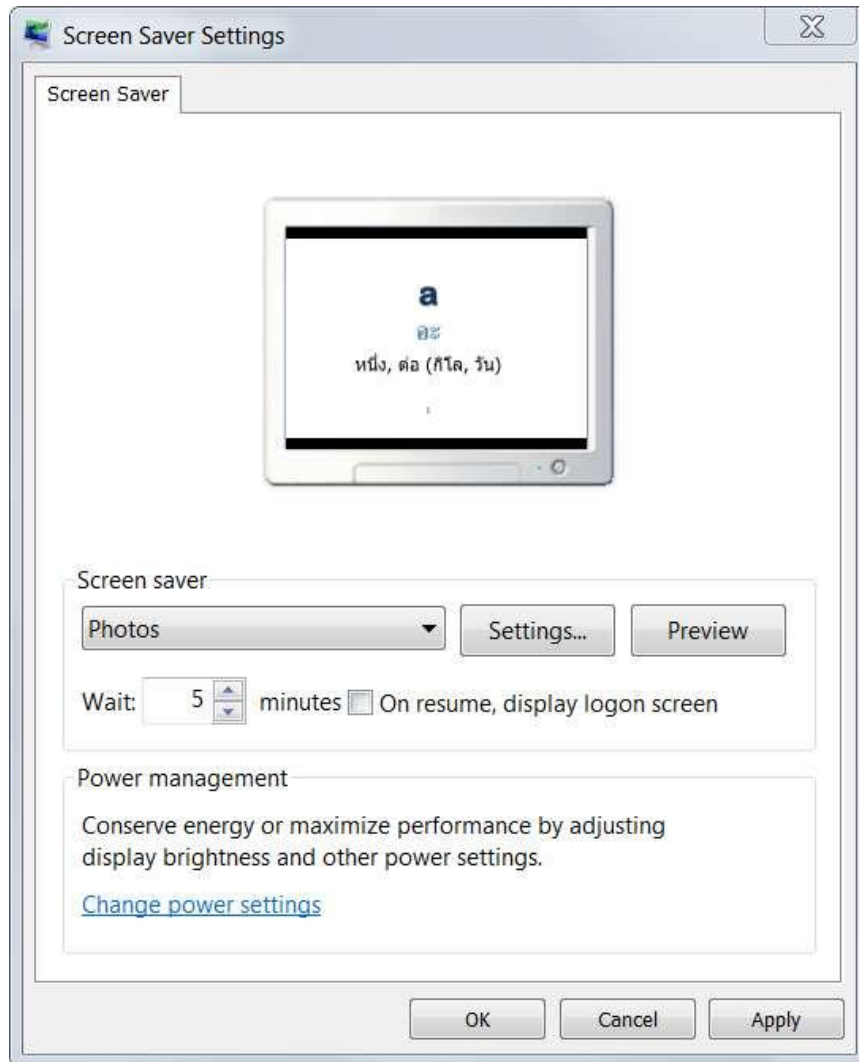 Screen Saver Settings
Screen Saver
a
อะ
หนึ่ง, ต่อ (กิโล, วัน)
Screen saver
Photos Settings... Preview
Wait: 5 minutes On resume, display logon screen
Power management
Conserve energy or maximize performance by adjusting
display brightness and other power settings.
Change power settings
OK Cancel Apply